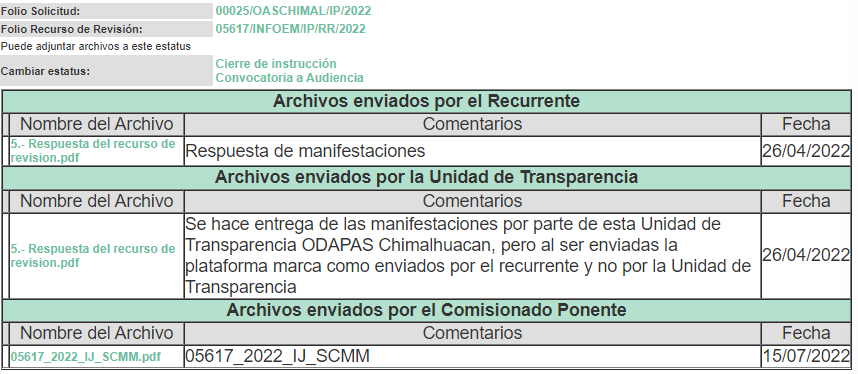 Folio Solicitud: 00025/OASCHIMAL/IP/2022
Folio Recurso de Revisión: 05617/INFOEM/IP/RR/2022
Puede adjuntar archivos a este estatus
Cambiar estatus: Cierre de instrucción
Convocatoria a Audiencia
Archivos enviados por el Recurrente
Nombre del Archivo Comentarios Fecha
5.- Respuesta del recurso de
revision.pdf
Respuesta de manifestaciones 26/04/2022
Archivos enviados por la Unidad de Transparencia
Nombre del Archivo Comentarios Fecha
5.- Respuesta del recurso de
revision.pdf
Se hace entrega de las manifestaciones por parte de esta Unidad de
Transparencia ODAPAS Chimalhuacan, pero al ser enviadas la
plataforma marca como enviados por el recurrente y no por la Unidad de
Transparencia
26/04/2022
Archivos enviados por el Comisionado Ponente
Nombre del Archivo Comentarios Fecha
05617_2022_IJ_SCMM.pdf 05617_2022_IJ_SCMM 15/07/2022